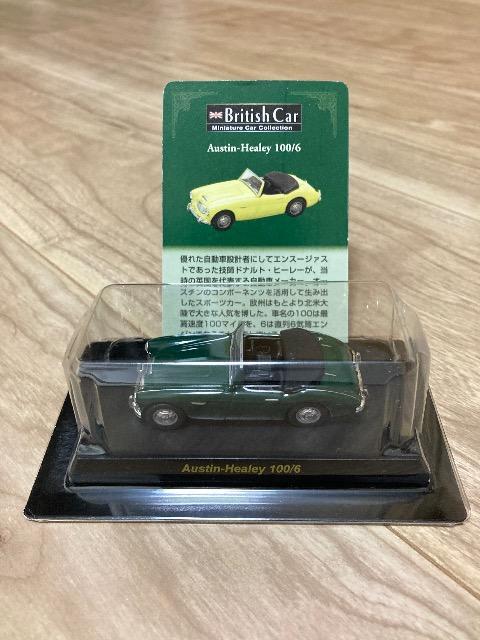 British Car
Miniature Car Collection
Austin-Healey 100/6
優れた自動車設計者にしてエンスージァス
トであった技師ドナルト・ヒーレーが、当
時の英国を代表する自動車メーカー、オー
スチンのコンポーネンツを活用して生み出
したスポーツカー。欧州はもとより北米大
陸で大きな人気を博した。車名の100は最
高速度100マイルを、6は直列6気筒エン
Austin-Healey 100/6